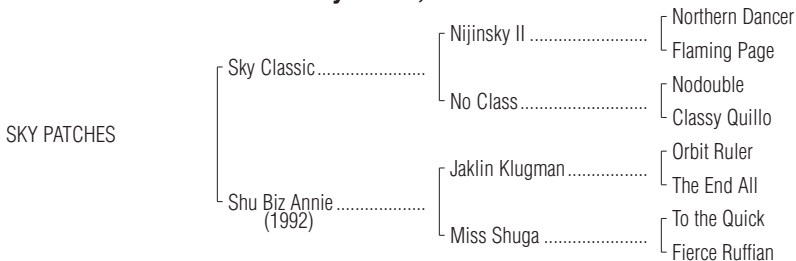 Northern Dancer
Nijinsky II ..........................
Flaming Page
Sky Classic........................
Nodouble
No Class............................
Classy Quillo
SKY PATCHES
Orbit Ruler
Jaklin Klugman ..................
The End All
Shu Biz Annie ....................
(1992)
To the Quick
Miss Shuga .......................
Fierce Ruffian